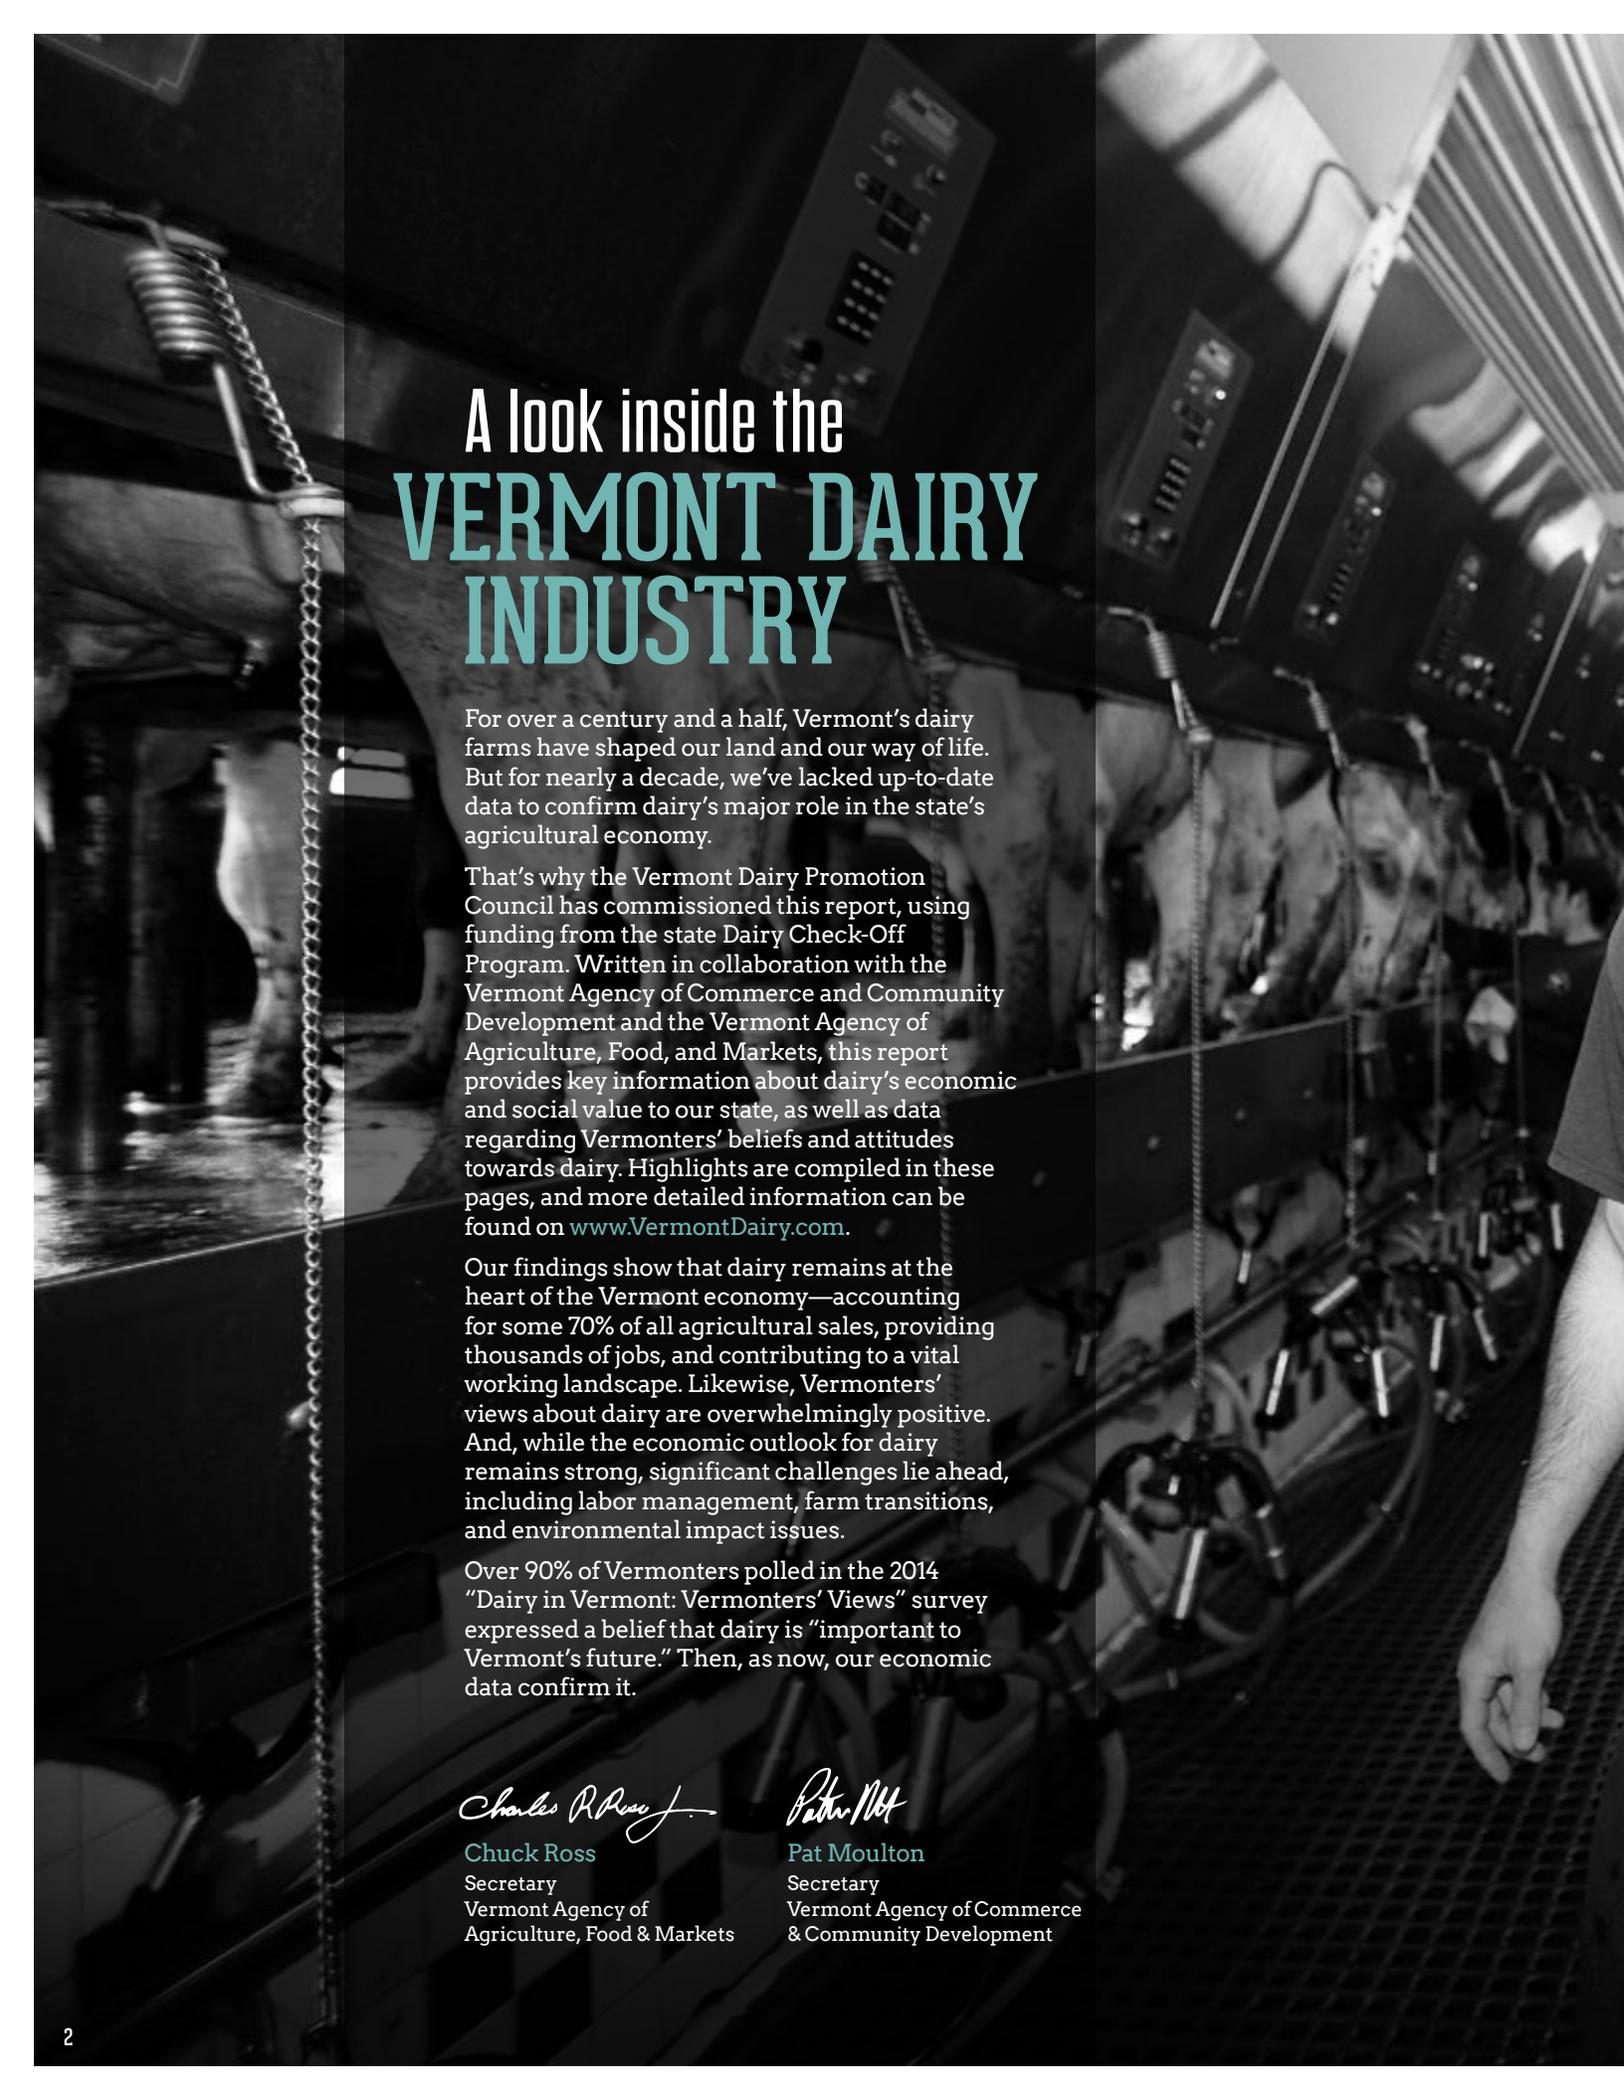 A look inside the
VERMONT DAIRY
INDUSTRY
For over a century and a half, Vermont’s dairy
farms have shaped our land and our way of life.
But for nearly a decade, we’ve lacked up-to-date
data to confirm dairy’s major role in the state’s
agricultural economy.
That’s why the Vermont Dairy Promotion
Council has commissioned this report, using
funding from the state Dairy Check-Off
Program. Written in collaboration with the
Vermont Agency of Commerce and Community
Development and the Vermont Agency of
Agriculture, Food, and Markets, this report
provides key information about dairy’s economic
and social value to our state, as well as data
regarding Vermonters’ beliefs and attitudes
towards dairy. Highlights are compiled in these
pages, and more detailed information can be
found on www.VermontDairy.com.
Our findings show that dairy remains at the
heart of the Vermont economy—accounting
for some 70% of all agricultural sales, providing
thousands of jobs, and contributing to a vital
working landscape. Likewise, Vermonters’
views about dairy are overwhelmingly positive.
And, while the economic outlook for dairy
remains strong, significant challenges lie ahead,
including labor management, farm transitions,
and environmental impact issues.
Over 90% of Vermonters polled in the 2014
“Dairy in Vermont: Vermonters’ Views” survey
expressed a belief that dairy is “important to
Vermont’s future.” Then, as now, our economic
data confirm it.
Charles R Ross Jr.
Chuck Ross
Secretary
Vermont Agency of
Agriculture, Food & Markets
Pat Moulton
Secretary
Vermont Agency of Commerce
& Community Development
2